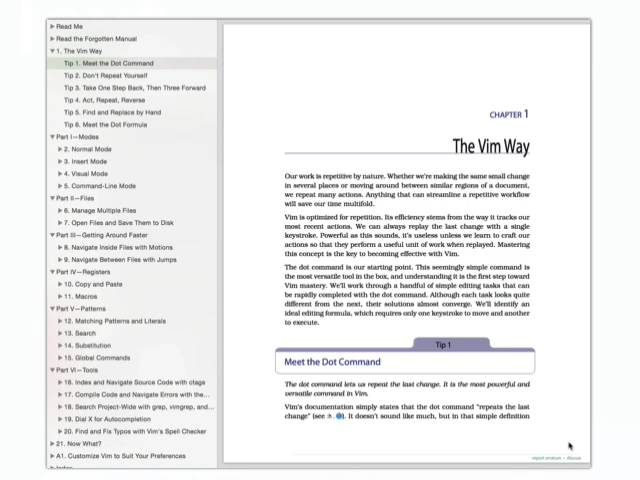 Read Me
Read the Forgotten Manual
1. The Vim Way
Tip 1. Meet the Dot Command
Tip 2. Don't Repeat Yourself
Tip 3. Take One Step Back, Then Three Forward
Tip 4. Act, Repeat, Reverse
Tip 5. Find and Replace by Hand
Tip 6. Meet the Dot Formula
Part I—Modes
2. Normal Mode
3. Insert Mode
4. Visual Mode
5. Command-Line Mode
Part II—Files
6. Manage Multiple Files
7. Open Files and Save Them to Disk
Part III—Getting Around Faster
8. Navigate Inside Files with Motions
9. Navigate Between Files with Jumps
Part IV—Registers
10. Copy and Paste
11. Macros
Part V—Patterns
12. Matching Patterns and Literals
13. Search
14. Substitution
15. Global Commands
Part VI—Tools
16. Index and Navigate Source Code with ctags
17. Compile Code and Navigate Errors with the...
18. Search Project-Wide with grep, vimgrep, and...
19. Dial X for Autocompletion
20. Find and Fix Typos with Vim's Spell Checker
21. Now What?
A1. Customize Vim to Suit Your Preferences
Index
CHAPTER 1
The Vim Way
Our work is repetitive by nature. Whether we're making the same small change
in several places or moving around between similar regions of a document,
we repeat many actions. Anything that can streamline a repetitive workflow
will save our time multifold.
Vim is optimized for repetition. Its efficiency stems from the way it tracks our
most recent actions. We can always replay the last change with a single
keystroke. Powerful as this sounds, it's useless unless we learn to craft our
actions so that they perform a useful unit of work when replayed. Mastering
this concept is the key to becoming effective with Vim.
The dot command is our starting point. This seemingly simple command is
the most versatile tool in the box, and understanding it is the first step toward
Vim mastery. We'll work through a handful of simple editing tasks that can
be rapidly completed with the dot command. Although each task looks quite
different from the next, their solutions almost converge. We'll identify an
ideal editing formula, which requires only one keystroke to move and another
to execute.
Tip 1
Meet the Dot Command
The dot command lets us repeat the last change. It is the most powerful and
versatile command in Vim.
Vim's documentation simply states that the dot command "repeats the last
change" (see :h . ). It doesn't sound like much, but in that simple definition
report erratum • discuss